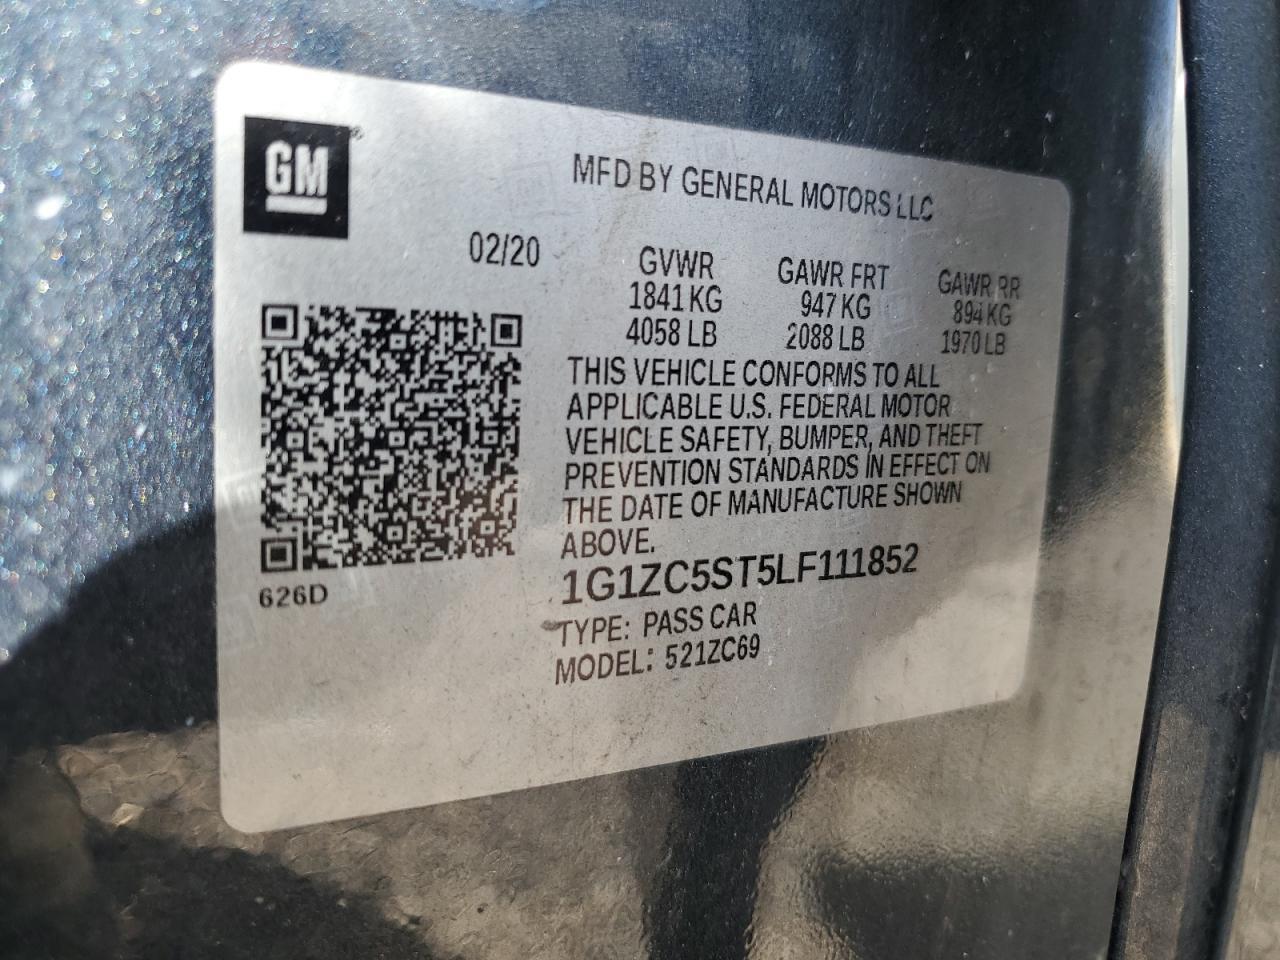 GM
MFD BY GENERAL MOTORS LLC
02/20
GVWR GAWR FRT GAWR RR
1841 KG 947 KG 894 KG
4058 LB 2088 LB 1970 LB
THIS VEHICLE CONFORMS TO ALL
APPLICABLE U.S. FEDERAL MOTOR
VEHICLE SAFETY, BUMPER, AND THEFT
PREVENTION STANDARDS IN EFFECT ON
THE DATE OF MANUFACTURE SHOWN
ABOVE.
1G1ZC5ST5LF111852
TYPE: PASS CAR
MODEL: 521ZC69
626D